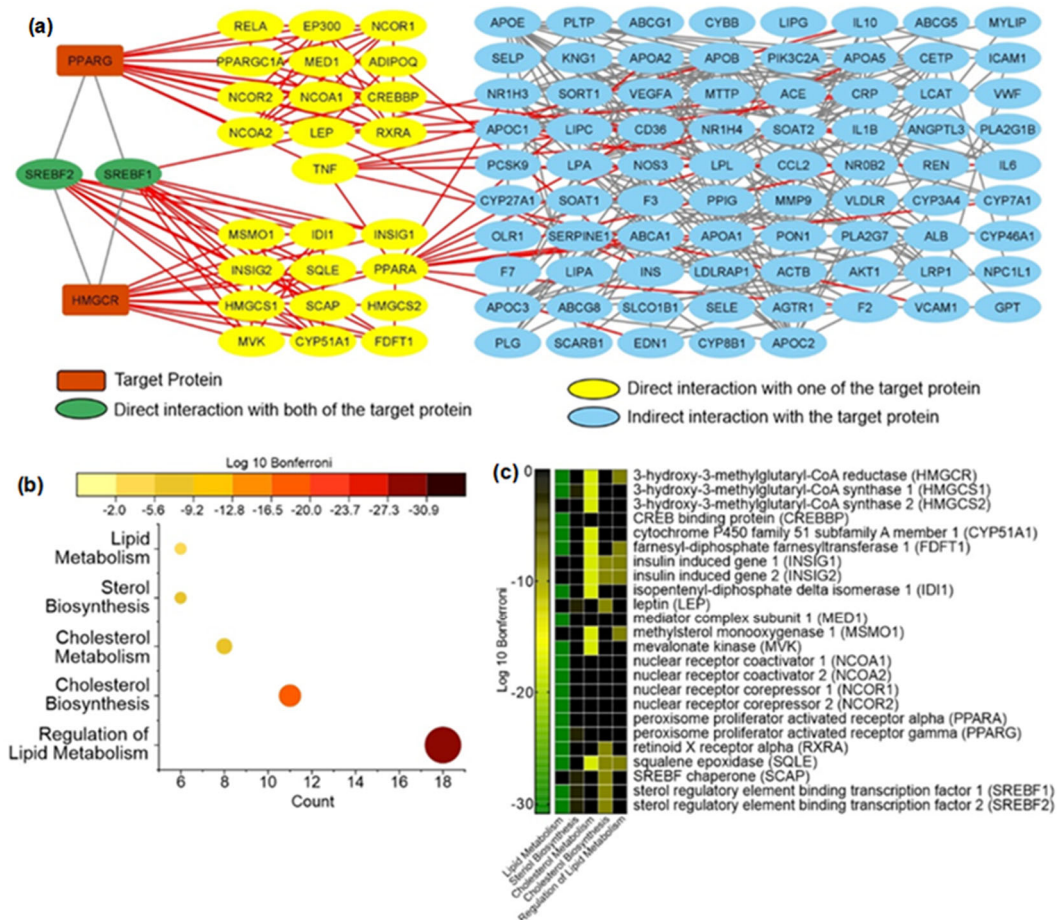 (a)
RELA EP300 NCOR1
PPARG
PPARGC1A MED1 ADIPOQ
NCOR2 NCOA1 CREBBP
NCOA2 LEP RXRA
TNF
SREBF2 SREBF1
MSMO1 IDI1 INSIG1
INSIG2 SQLE PPARA
HMGCR
HMGCS1 SCAP HMGCS2
MVK CYP51A1 FDFT1
APOE PLTP ABCG1 CYBB LIPG IL10 ABCG5 MYLIP
SELP KNG1 APOA2 APOB PIK3C2A APOA5 CETP ICAM1
NR1H3 SORT1 VEGFA MTTP ACE CRP LCAT VWF
APOC1 LIPC CD36 NR1H4 SOAT2 IL1B ANGPTL3 PLA2G1B
PCSK9 LPA NOS3 LPL CCL2 NR0B2 REN IL6
CYP27A1 SOAT1 F3 PPIG MMP9 VLDLR CYP3A4 CYP7A1
OLR1 SERPINE1 ABCA1 APOA1 PON1 PLA2G7 ALB CYP46A1
F7 LIPA INS LDLRAP1 ACTB AKT1 LRP1 NPC1L1
APOC3 ABCG8 SLCO1B1 SELE AGTR1 F2 VCAM1 GPT
PLG SCARB1 EDN1 CYP8B1 APOC2
Target Protein
Direct interaction with both of the target protein
Direct interaction with one of the target protein
Indirect interaction with the target protein
(b)
Log 10 Bonferroni
-2.0 -5.6 -9.2 -12.8 -16.5 -20.0 -23.7 -27.3 -30.9
Lipid
Metabolism
Sterol
Biosynthesis
Cholesterol
Metabolism
Cholesterol
Biosynthesis
Regulation of
Lipid Metabolism
6 8 10 12 14 16 18
Count
(c)
0
-10
-20
-30
Log 10 Bonferroni
3-hydroxy-3-methylglutaryl-CoA reductase (HMGCR)
3-hydroxy-3-methylglutaryl-CoA synthase 1 (HMGCS1)
3-hydroxy-3-methylglutaryl-CoA synthase 2 (HMGCS2)
CREB binding protein (CREBBP)
cytochrome P450 family 51 subfamily A member 1 (CYP51A1)
farnesyl-diphosphate farnesyltransferase 1 (FDFT1)
insulin induced gene 1 (INSIG1)
insulin induced gene 2 (INSIG2)
isopentenyl-diphosphate delta isomerase 1 (IDI1)
leptin (LEP)
mediator complex subunit 1 (MED1)
methylsterol monooxygenase 1 (MSMO1)
mevalonate kinase (MVK)
nuclear receptor coactivator 1 (NCOA1)
nuclear receptor coactivator 2 (NCOA2)
nuclear receptor corepressor 1 (NCOR1)
nuclear receptor corepressor 2 (NCOR2)
peroxisome proliferator activated receptor alpha (PPARA)
peroxisome proliferator activated receptor gamma (PPARG)
retinoid X receptor alpha (RXRA)
squalene epoxidase (SQLE)
SREBF chaperone (SCAP)
sterol regulatory element binding transcription factor 1 (SREBF1)
sterol regulatory element binding transcription factor 2 (SREBF2)
Lipid Metabolism
Sterol Biosynthesis
Cholesterol Metabolism
Cholesterol Biosynthesis
Regulation of Lipid Metabolism